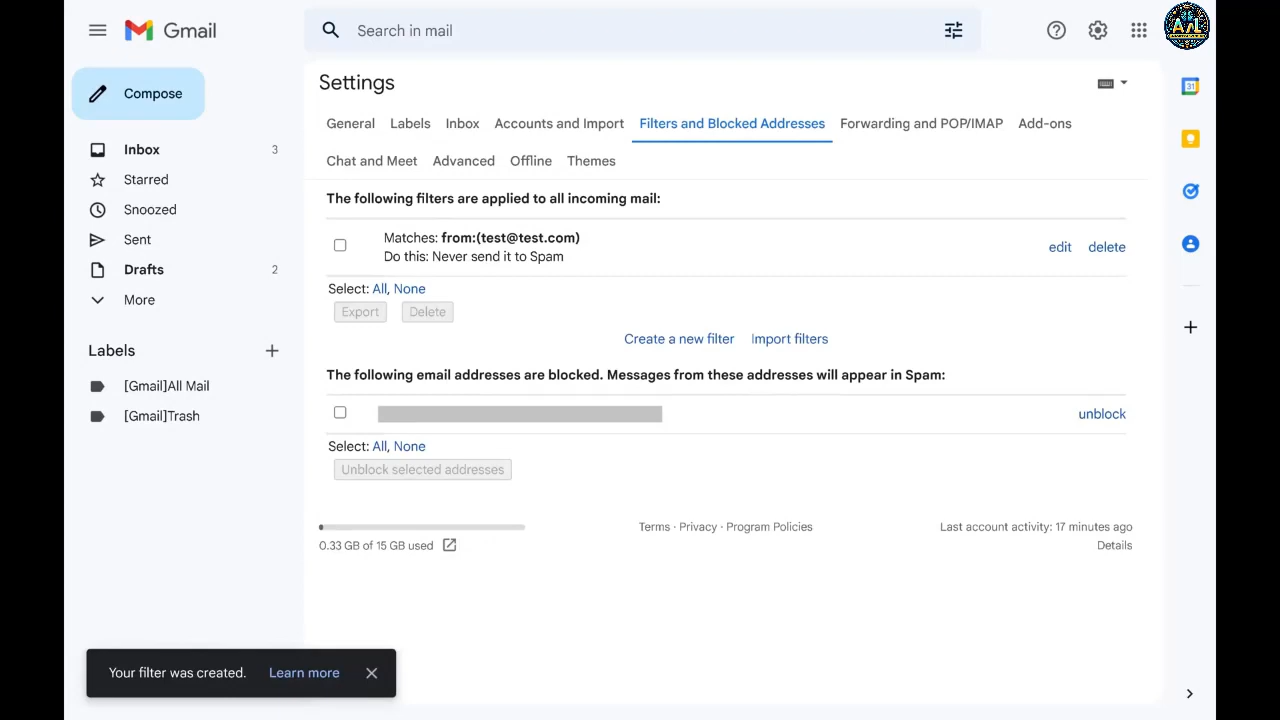 Gmail
Search in mail
Compose
Inbox 3
Starred
Snoozed
Sent
Drafts 2
More
Labels
[Gmail]All Mail
[Gmail]Trash
Settings
General Labels Inbox Accounts and Import Filters and Blocked Addresses Forwarding and POP/IMAP Add-ons
Chat and Meet Advanced Offline Themes
The following filters are applied to all incoming mail:
Matches: from:(test@test.com)
Do this: Never send it to Spam
edit delete
Select: All, None
Export Delete
Create a new filter Import filters
The following email addresses are blocked. Messages from these addresses will appear in Spam:
unblock
Select: All, None
Unblock selected addresses
0.33 GB of 15 GB used
Terms · Privacy · Program Policies
Last account activity: 17 minutes ago
Details
Your filter was created. Learn more
31